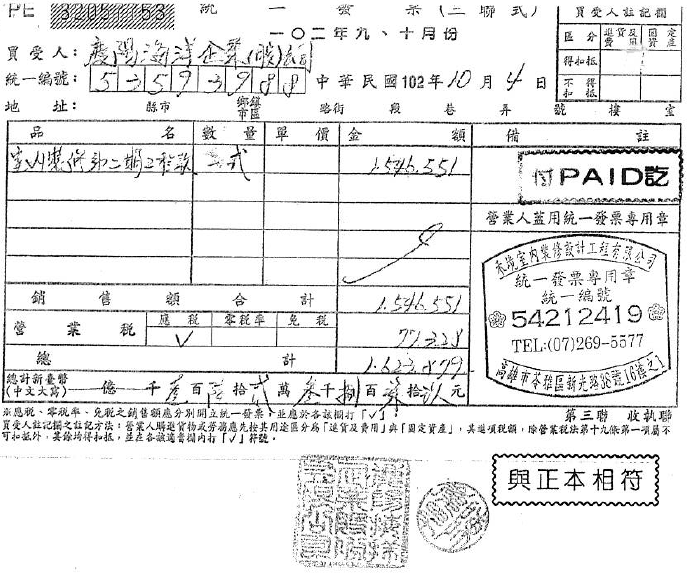 PE 32051153 統一發票(三聯式)
一〇二年九、十月份
買受人註記欄
區分 進貨及費用 固定資產
得扣抵
不得扣抵
買受人: 慶陽海洋企業(股)公司
統一編號: 53593988 中華民國102年10月4日
地址: 縣市 鄉鎮市區 路街 段 巷 弄 號 樓 室
品名 數量 單價 金額 備註
室內裝修第二期工程款 一式 1.546.551
付PAID訖
營業人蓋用統一發票專用章
室內裝修設計工程有限公司
統一發票專用章
統一編號
54212419
TEL:(07)269-5577
高雄市苓雅區新光路38號16樓之1
銷售額合計 1.546.551
營業稅 應稅 零稅率 免稅 77.328
V
總計 1.623.879
總計新臺幣(中文大寫) 億 千 壹 百 陸 拾 貳 萬 叁 千 捌 百 柒 拾 玖 元
※應稅、零稅率、免稅之銷售額應分別開立統一發票,並應於各該欄打「V」
第三聯 收執聯
買受人註記欄之註記方法:營業人購進貨物或勞務應先按其用途區分為「進貨及費用」與「固定資產」,其進項稅額,除營業稅法第十九條第一項屬不
可扣抵外,其餘均得扣抵,並在各該適當欄內打「V」符號。
與正本相符